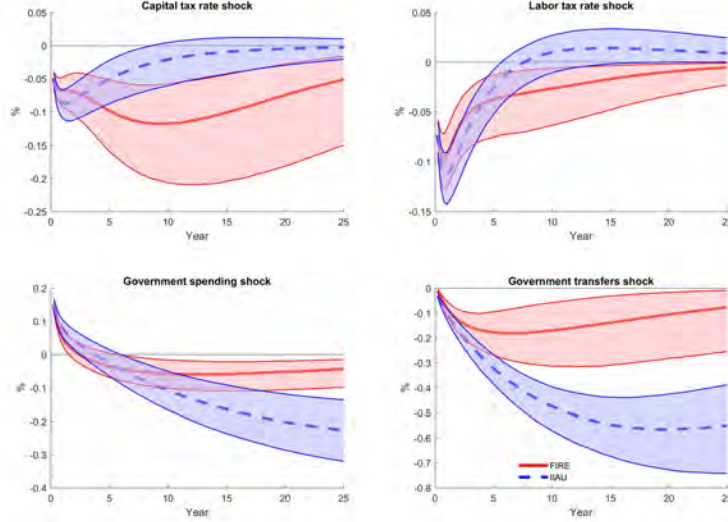 Capital tax rate shock
0.05
0
-0.05
-0.1
-0.15
-0.2
-0.25
%
0 5 10 15 20 25
Year
Labor tax rate shock
0.05
0
-0.05
-0.1
-0.15
%
0 5 10 15 20 25
Year
Government spending shock
0.2
0.1
0
-0.1
-0.2
-0.3
-0.4
%
0 5 10 15 20 25
Year
Government transfers shock
0
-0.1
-0.2
-0.3
-0.4
-0.5
-0.6
-0.7
-0.8
%
FIRE
IIAU
0 5 10 15 20 25
Year